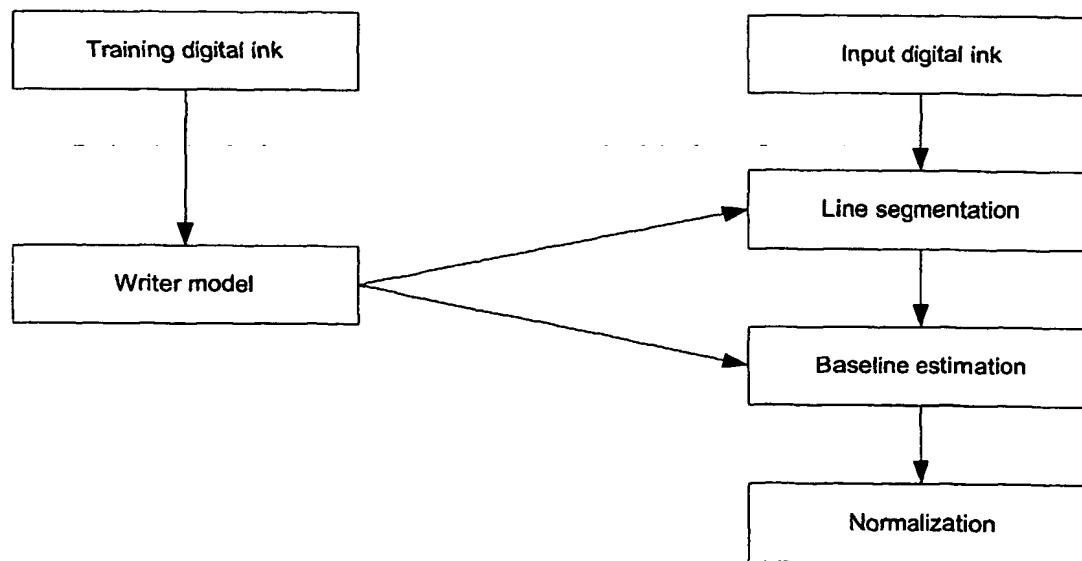 Training digital ink
Input digital ink
Line segmentation
Writer model
Baseline estimation
Normalization